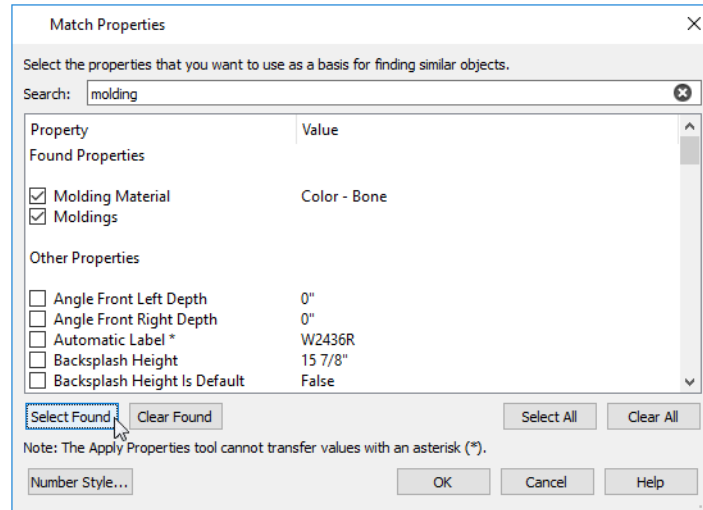 Match Properties
Select the properties that you want to use as a basis for finding similar objects.
Search: molding
Property Value
Found Properties
Molding Material Color - Bone
Moldings
Other Properties
Angle Front Left Depth 0"
Angle Front Right Depth 0"
Automatic Label * W2436R
Backsplash Height 15 7/8"
Backsplash Height Is Default False
Select Found Clear Found Select All Clear All
Note: The Apply Properties tool cannot transfer values with an asterisk (*).
Number Style... OK Cancel Help